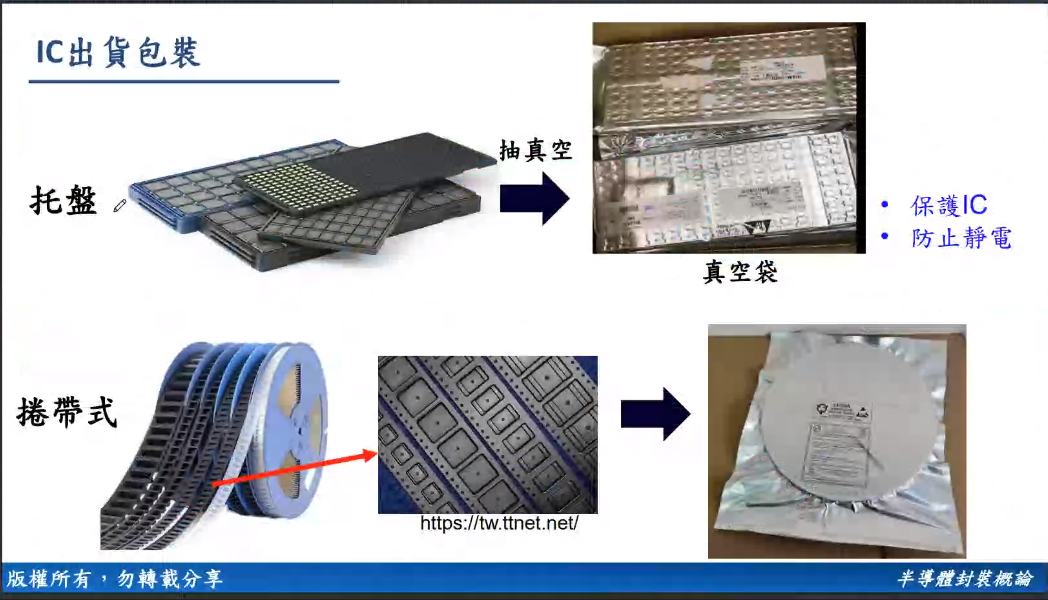 IC出貨包裝
托盤
抽真空
真空袋
• 保護IC
• 防止靜電
捲帶式
https://tw.ttnet.net/
版權所有，勿轉載分享
半導體封裝概論